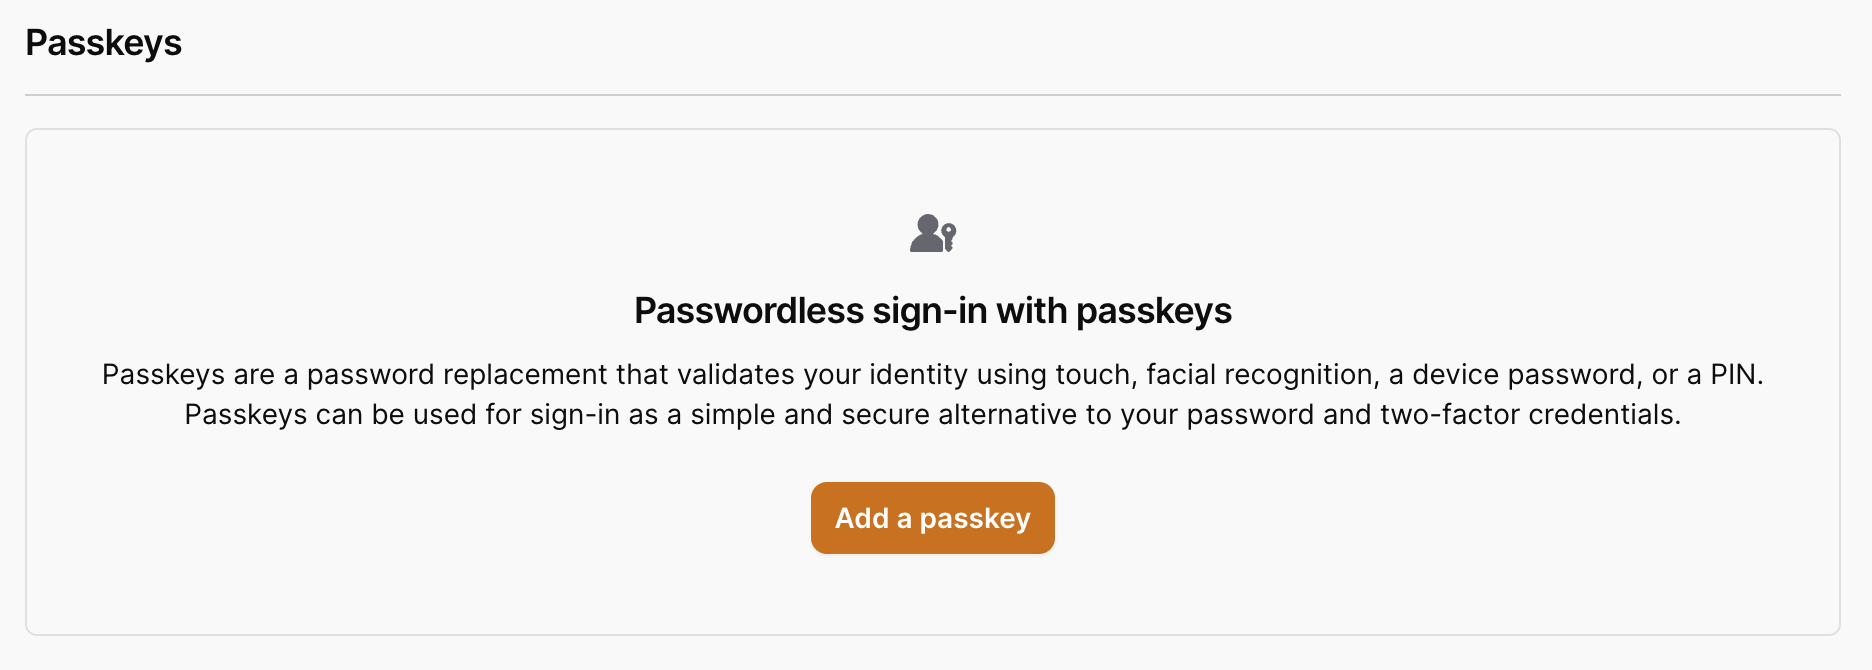 Passkeys
Passwordless sign-in with passkeys
Passkeys are a password replacement that validates your identity using touch, facial recognition, a device password, or a PIN.
Passkeys can be used for sign-in as a simple and secure alternative to your password and two-factor credentials.
Add a passkey